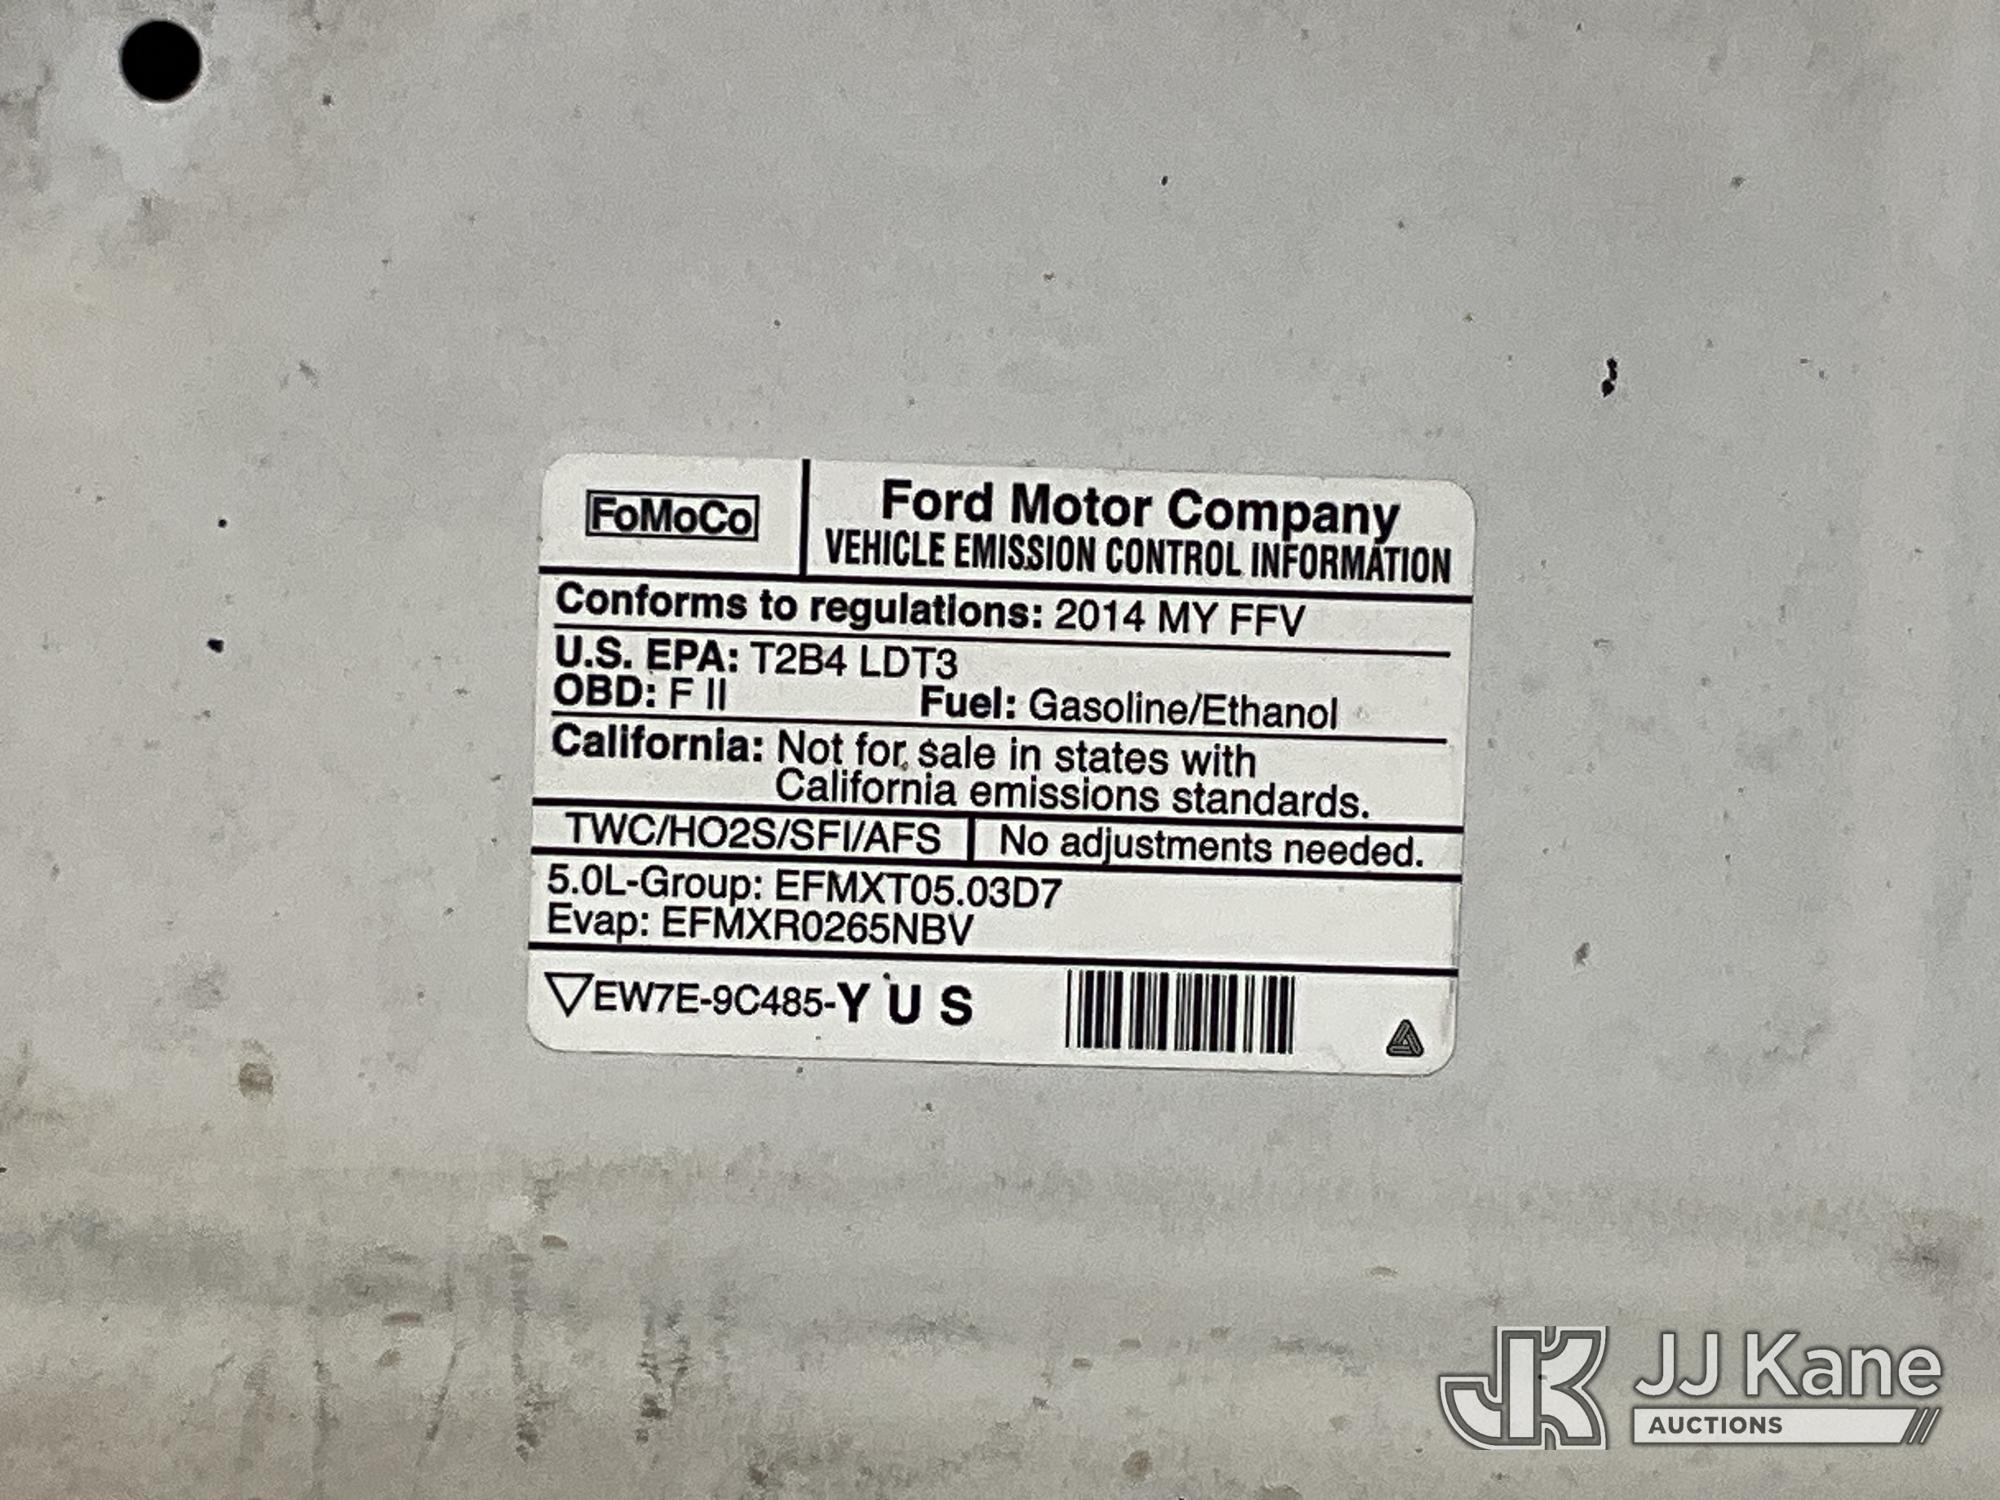 FoMoCo
Ford Motor Company
VEHICLE EMISSION CONTROL INFORMATION
Conforms to regulations: 2014 MY FFV
U.S. EPA: T2B4 LDT3
OBD: F II Fuel: Gasoline/Ethanol
California: Not for sale in states with
California emissions standards.
TWC/HO2S/SFI/AFS No adjustments needed.
5.0L-Group: EFMXT05.03D7
Evap: EFMXR0265NBV
EW7E-9C485-Y U S
JK JJ Kane
AUCTIONS